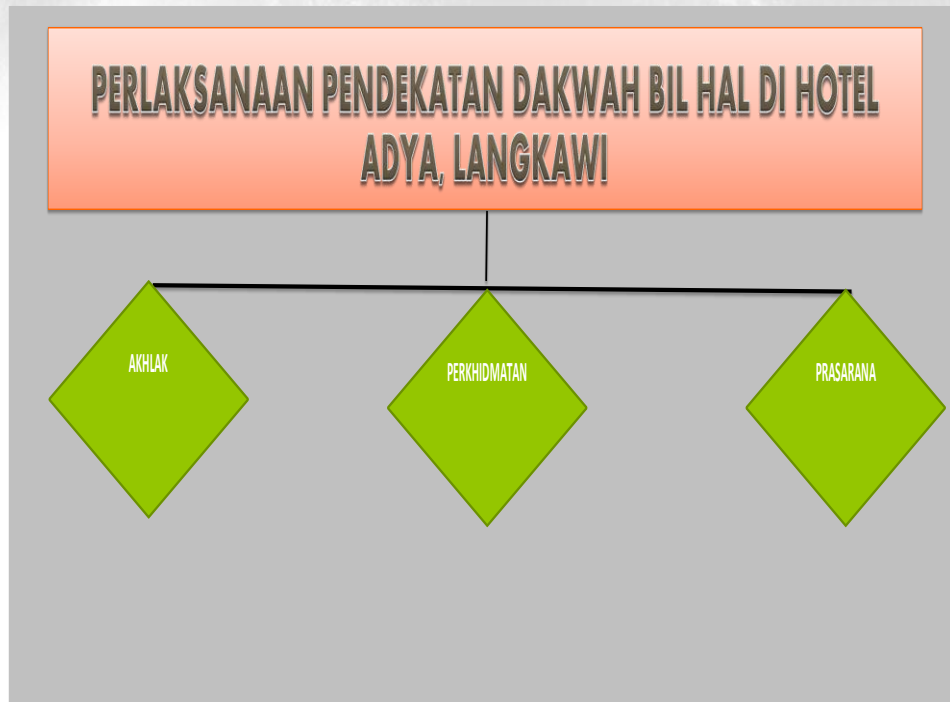 PERLAKSANAAN PENDEKATAN DAKWAH BIL HAL DI HOTEL
ADYA, LANGKAWI
AKHLAK
PERKHIDMATAN
PRASARANA